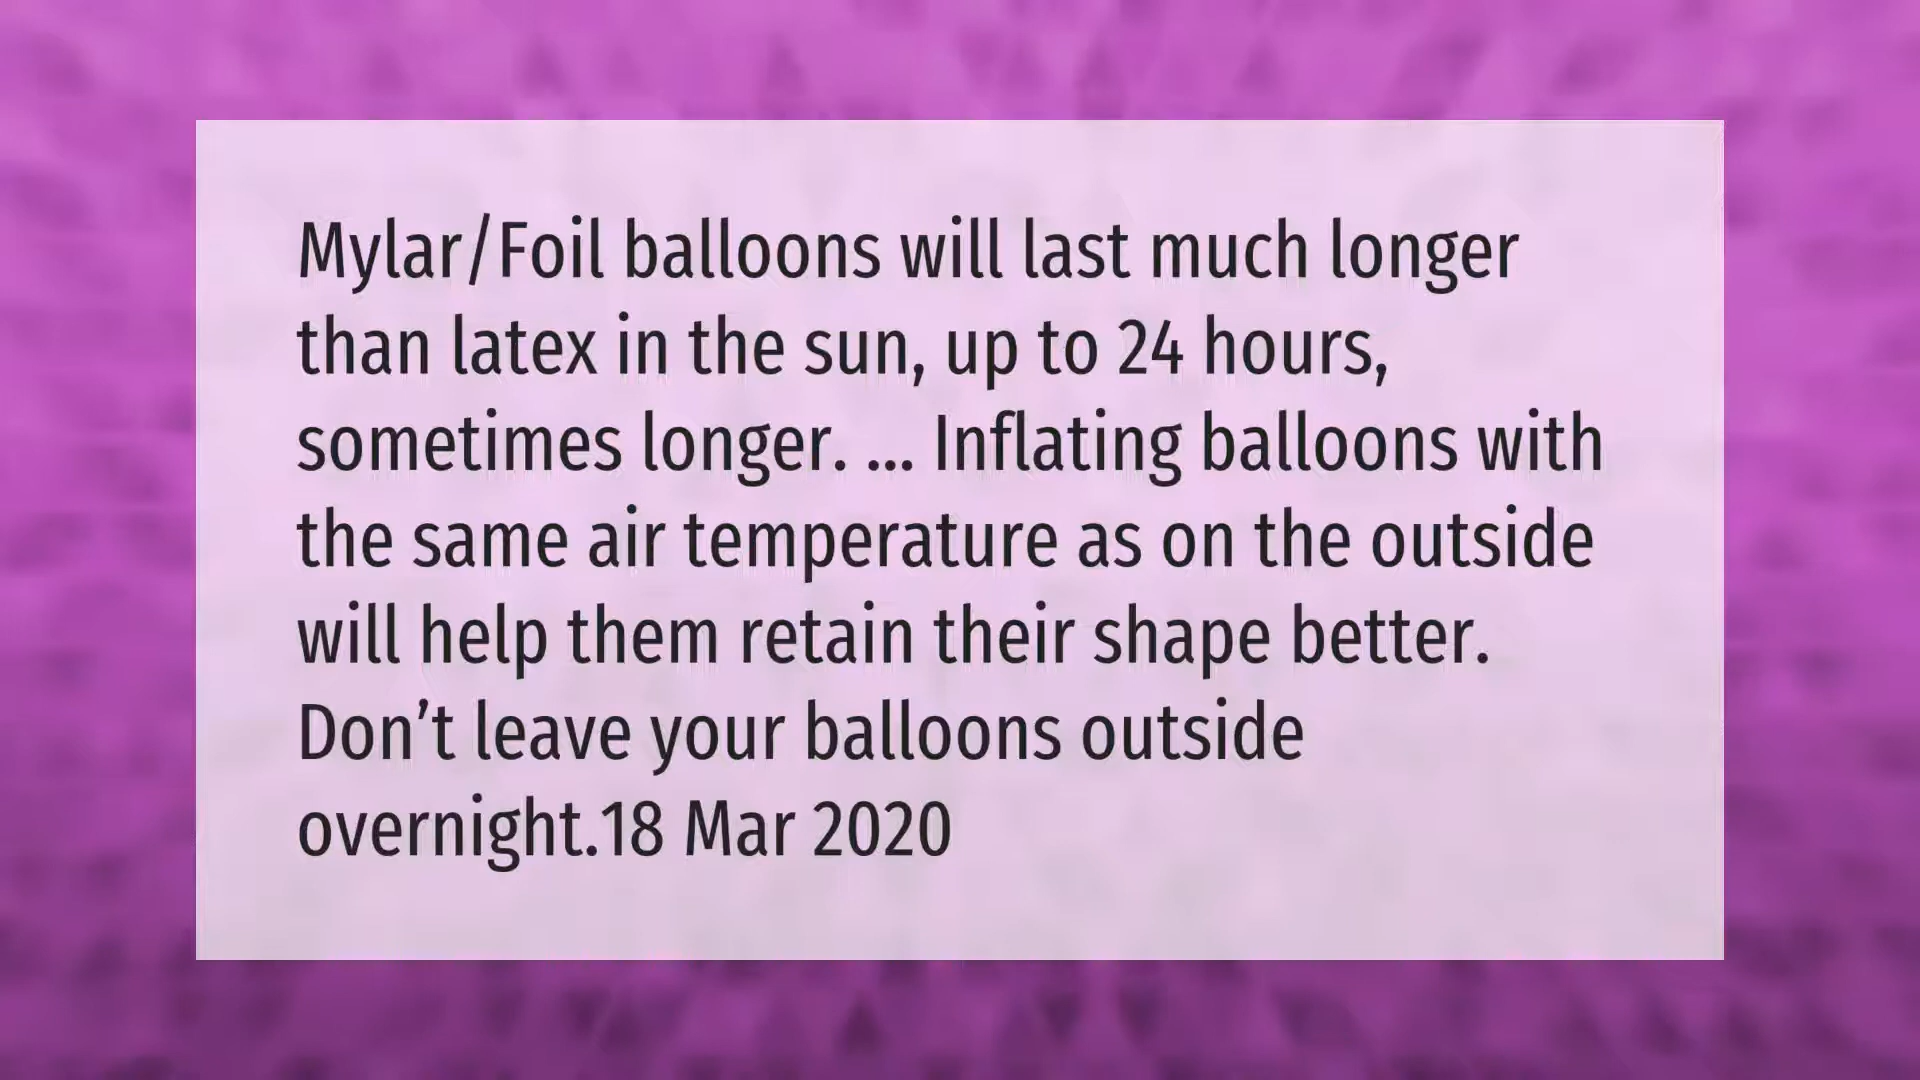 Mylar/Foil balloons will last much longer
than latex in the sun, up to 24 hours,
sometimes longer. ... Inflating balloons with
the same air temperature as on the outside
will help them retain their shape better.
Don’t leave your balloons outside
overnight.18 Mar 2020